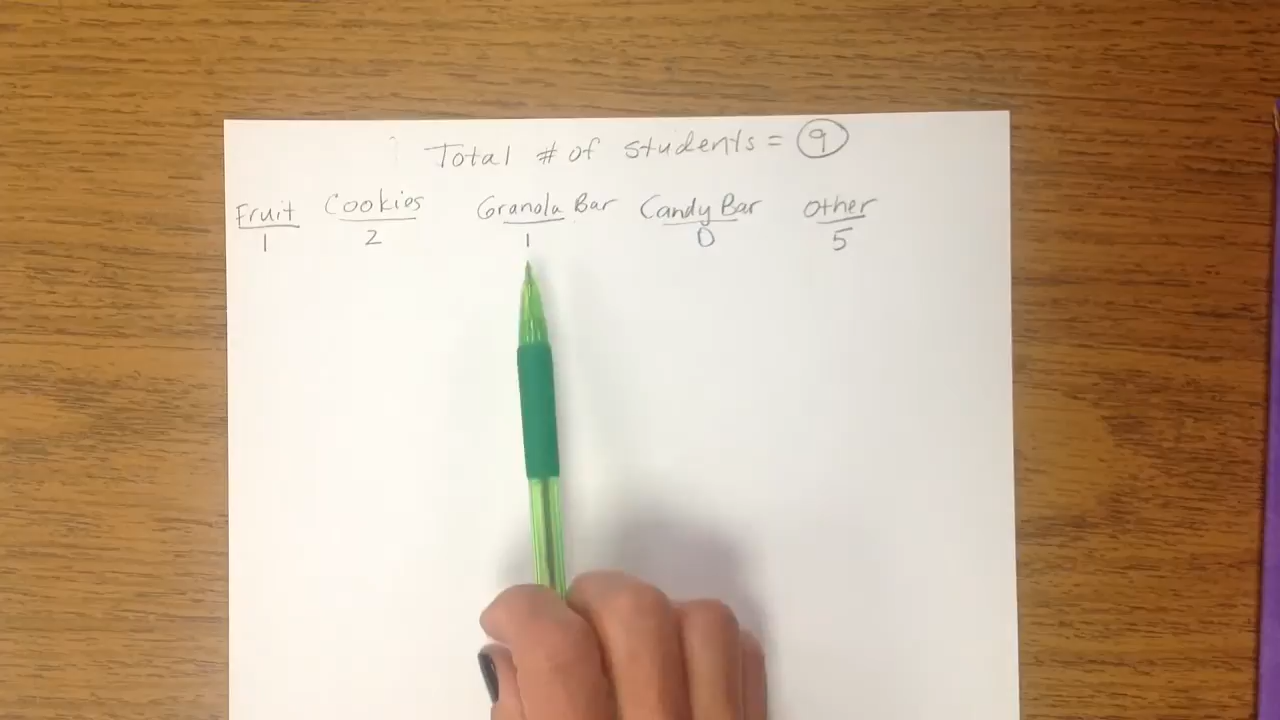 Total # of students = 9
Fruit Cookies Granola Bar Candy Bar Other
1 2 1 0 5